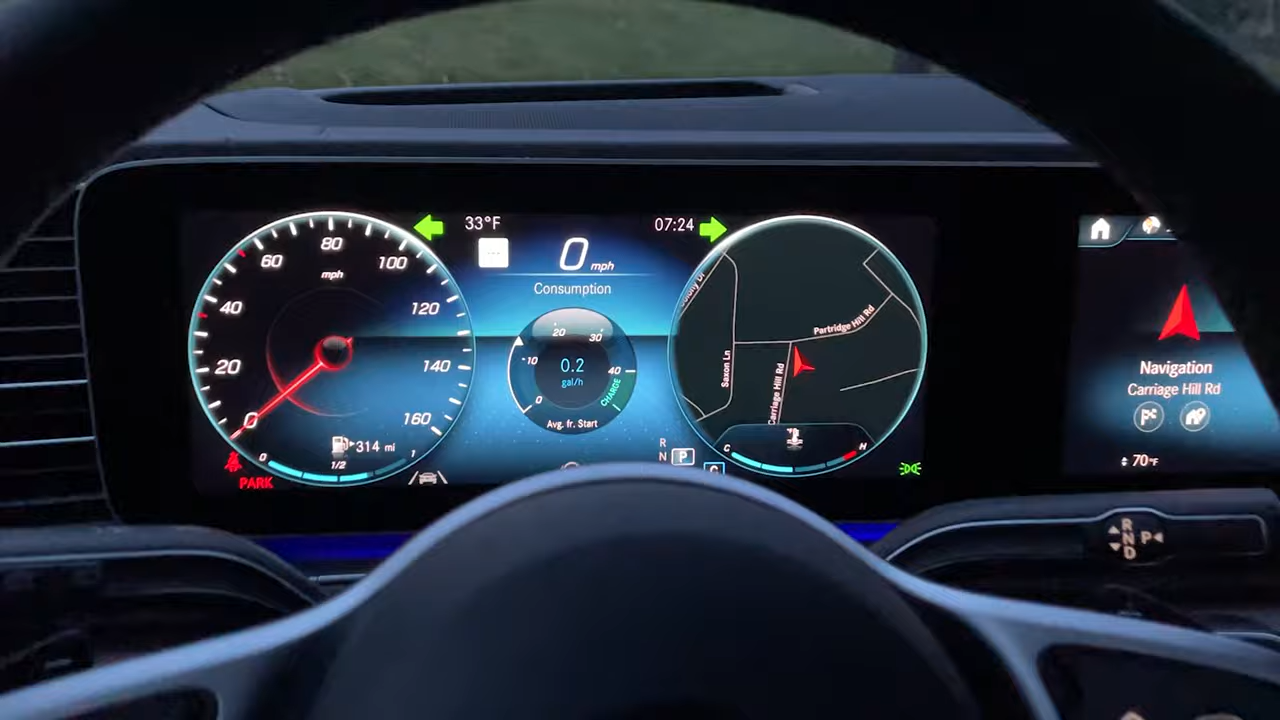 33°F
07:24
0 mph
Consumption
0
20
40
60
80
100
120
140
160
mph
314 mi
0
1/2
1
PARK
0
10
20
30
40
CHARGE
0.2
gal/h
Avg. fr. Start
R
N
P
C
Saxon Ln
Partridge Hill Rd
Carriage Hill Rd
C
H
Navigation
Carriage Hill Rd
70°F
R
N
D
P